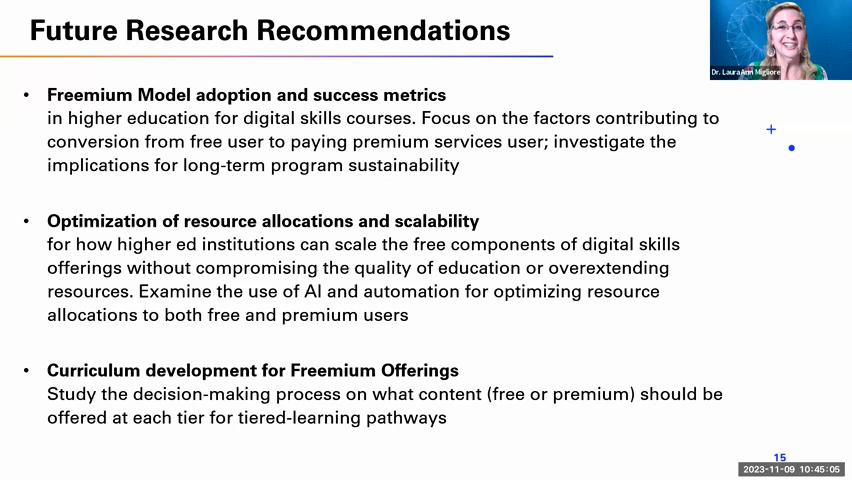 Future Research Recommendations
Dr. LauraAnn Migliore
• Freemium Model adoption and success metrics
in higher education for digital skills courses. Focus on the factors contributing to
conversion from free user to paying premium services user; investigate the
implications for long-term program sustainability
• Optimization of resource allocations and scalability
for how higher ed institutions can scale the free components of digital skills
offerings without compromising the quality of education or overextending
resources. Examine the use of AI and automation for optimizing resource
allocations to both free and premium users
• Curriculum development for Freemium Offerings
Study the decision-making process on what content (free or premium) should be
offered at each tier for tiered-learning pathways
15
2023-11-09 10:45:05